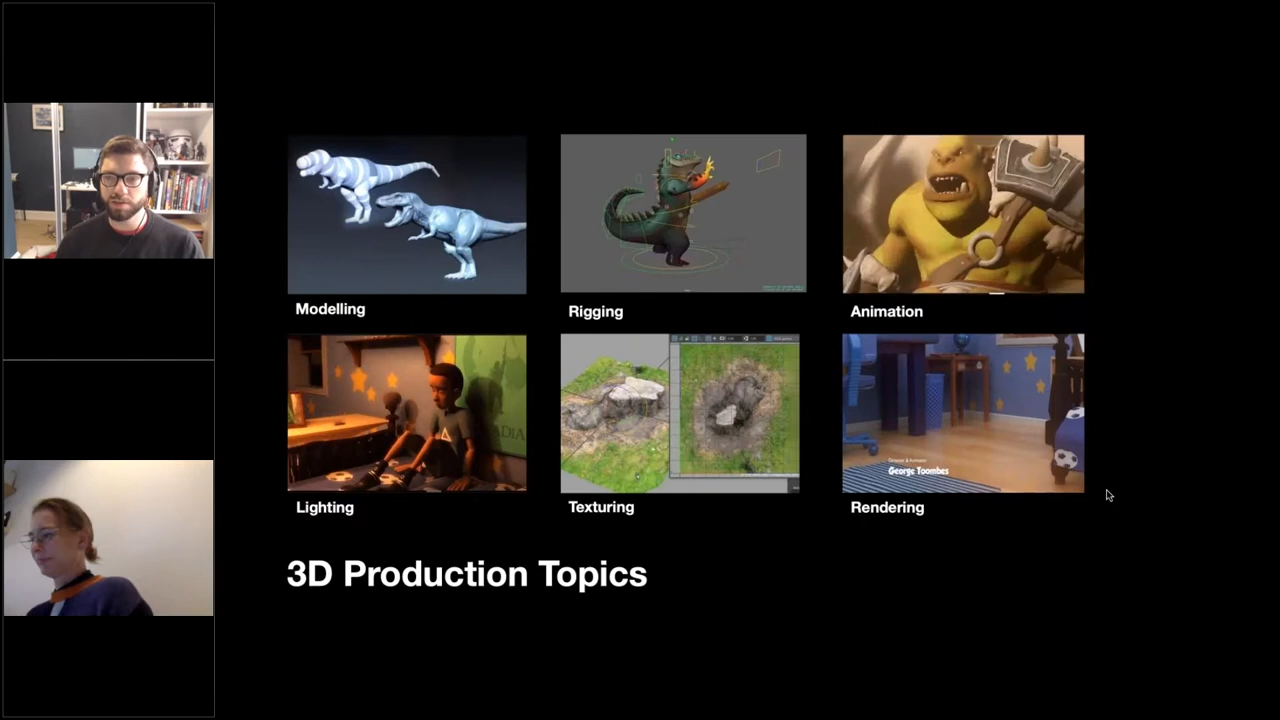 Modelling
Rigging
Animation
Lighting
Texturing
Rendering
George Toombes
3D Production Topics